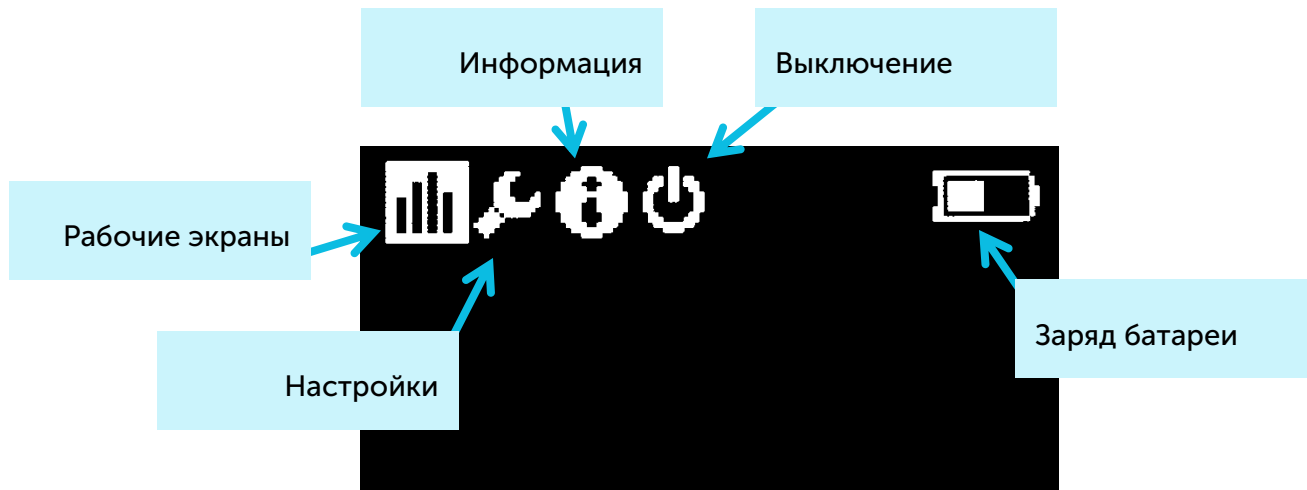 Информация
Выключение
Рабочие экраны
Настройки
Заряд батареи